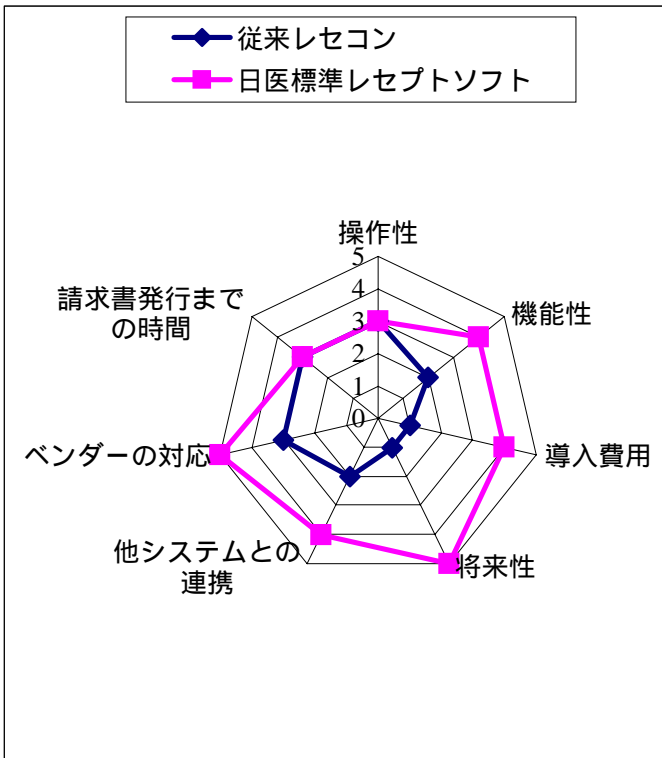 従来レセコン
日医標準レセプトソフト
操作性
5
4
3
2
1
0
機能性
導入費用
将来性
他システムとの
連携
ベンダーの対応
請求書発行まで
の時間